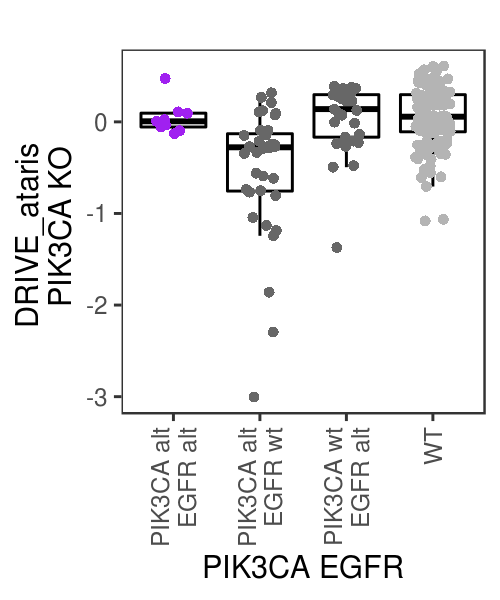 DRIVE_ataris
PIK3CA KO
0
-1
-2
-3
PIK3CA alt
EGFR alt
PIK3CA alt
EGFR wt
PIK3CA wt
EGFR alt
WT
PIK3CA EGFR